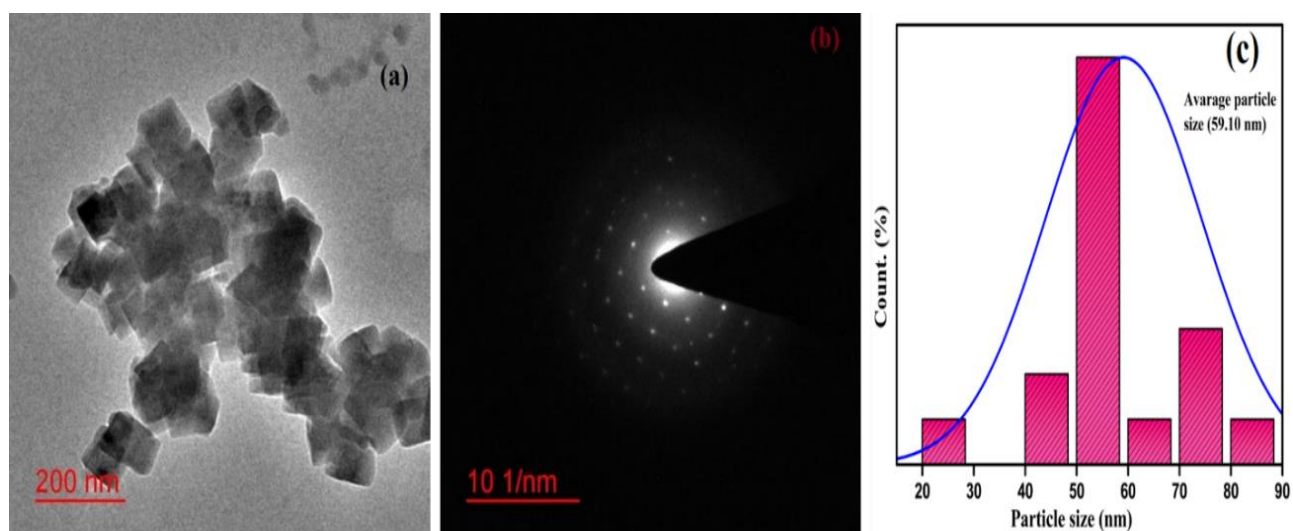 (a)
200 nm
(b)
10 1/nm
(c)
Avarage particle
size (59.10 nm)
Count. (%)
20 30 40 50 60 70 80 90
Particle size (nm)